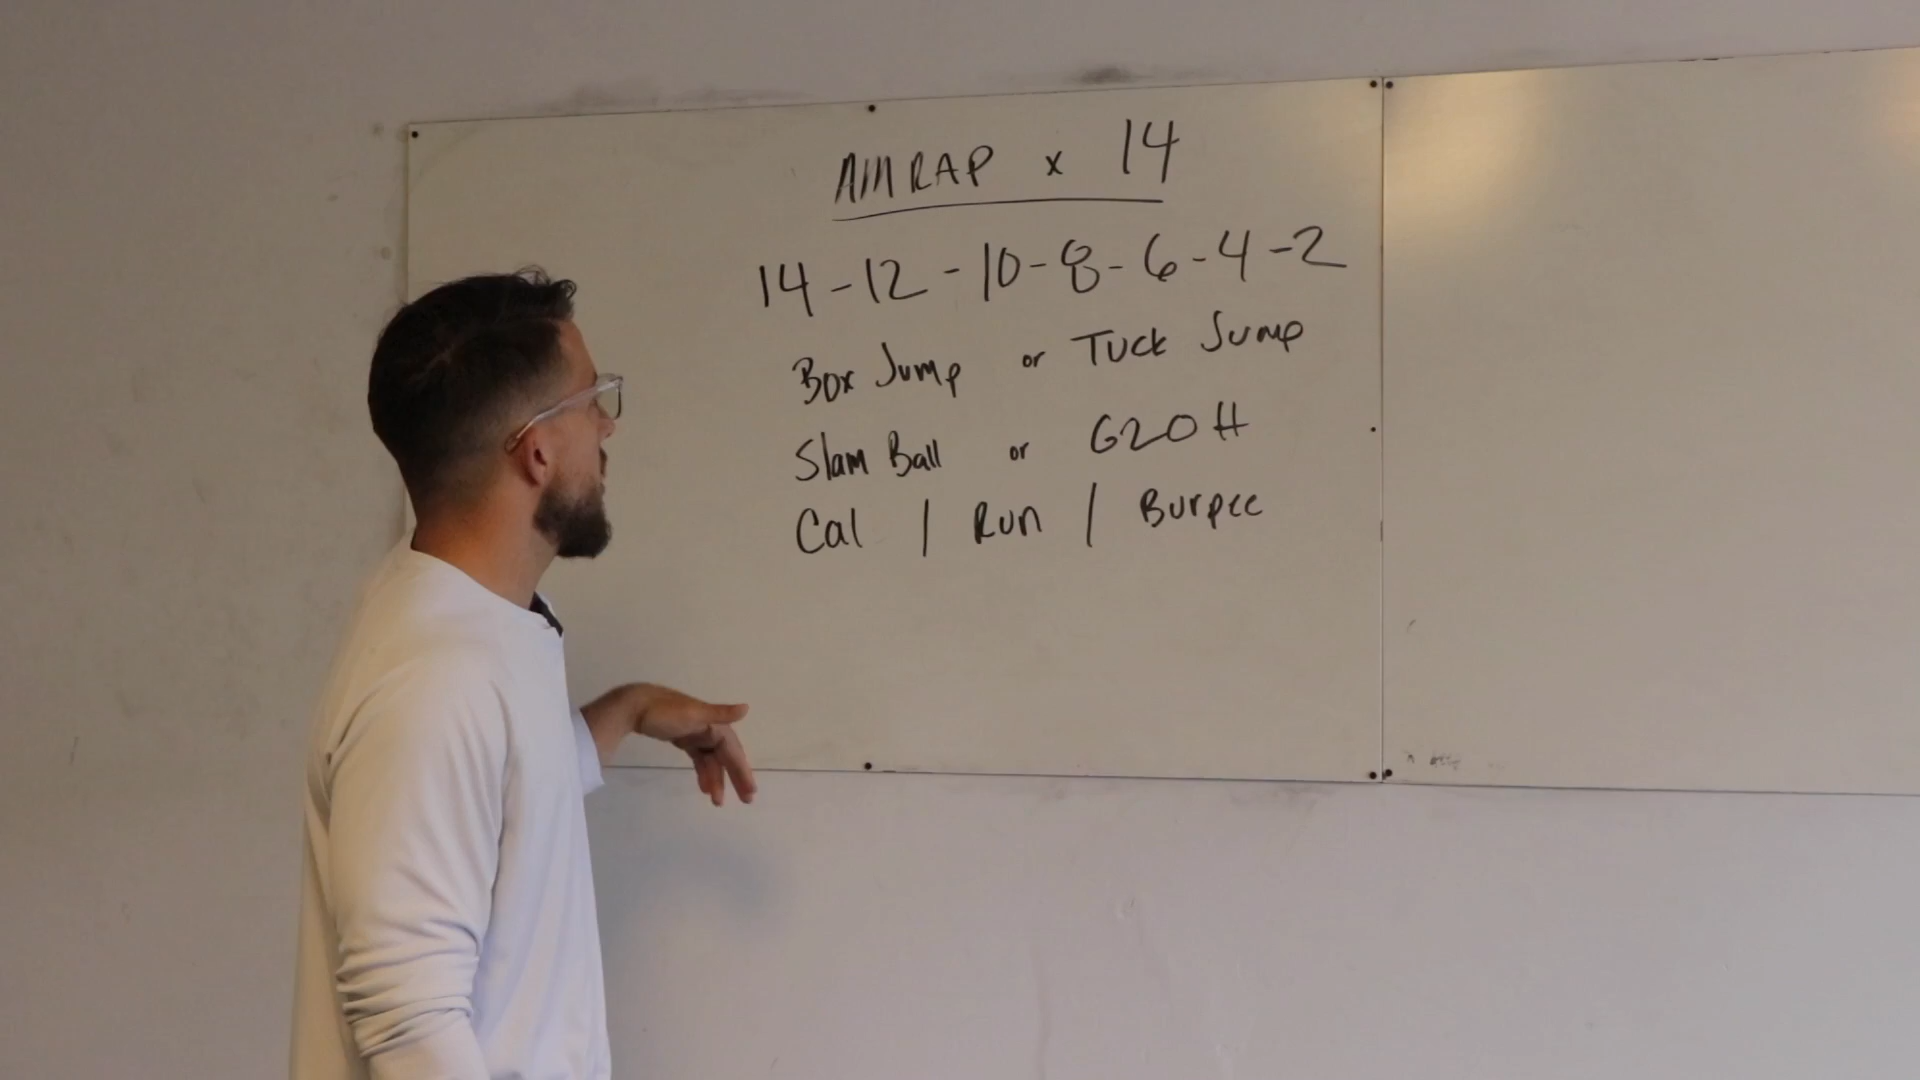 AMRAP x 14
14-12-10-8-6-4-2
Box Jump or Tuck Jump
Slam Ball or G2OH
Cal / Run / Burpee